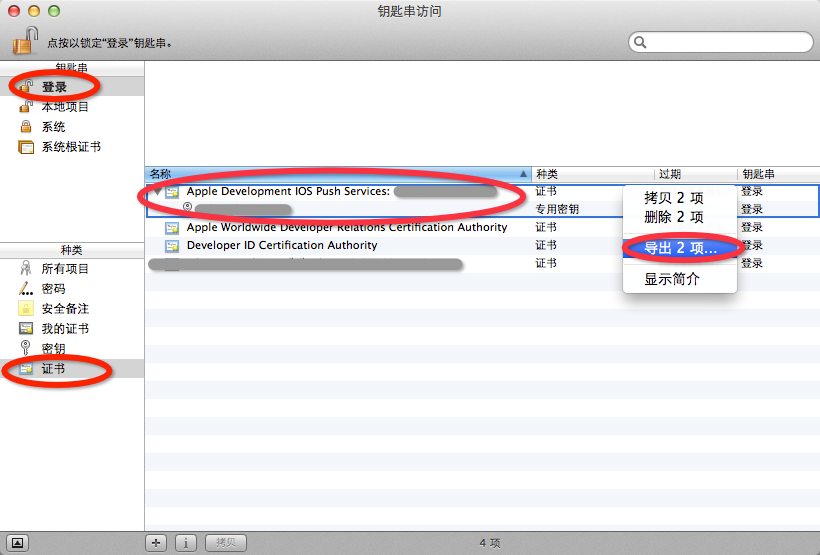 钥匙串访问
点按以锁定“登录”钥匙串。
钥匙串
登录
本地项目
系统
系统根证书
名称 种类 过期 钥匙串
Apple Development IOS Push Services: 证书 登录
专用密钥 登录
Apple Worldwide Developer Relations Certification Authority 证书 登录
Developer ID Certification Authority 证书 登录
证书 登录
拷贝 2 项
删除 2 项
导出 2 项...
显示简介
种类
所有项目
密码
安全备注
我的证书
密钥
证书
拷贝
4 项